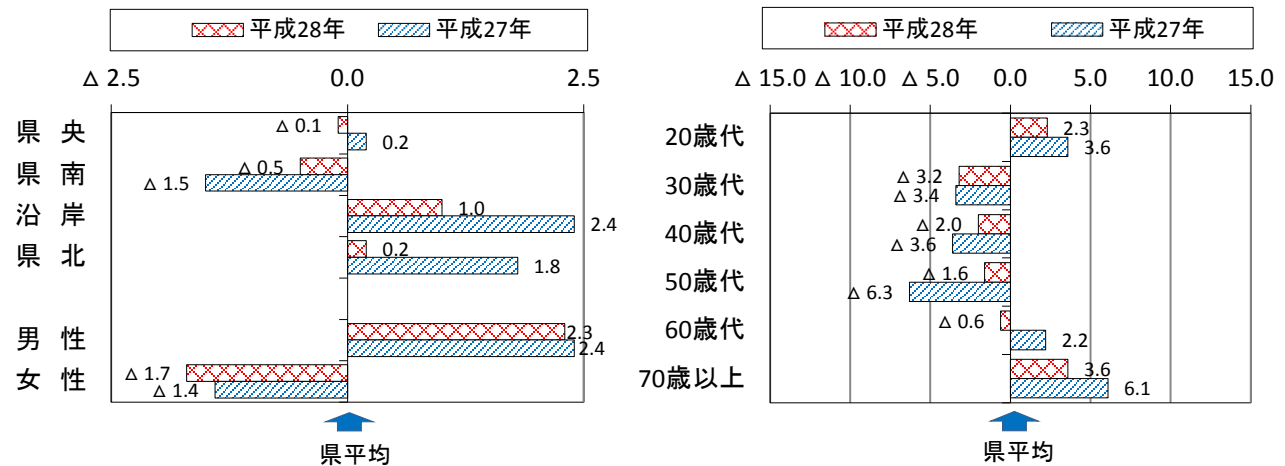 平成28年 平成27年
△ 2.5 0.0 2.5
県 央 △ 0.1
0.2
県 南 △ 0.5
△ 1.5
沿 岸 1.0
2.4
県 北 0.2
1.8
男 性 2.3
2.4
女 性 △ 1.7
△ 1.4
県平均
平成28年 平成27年
△ 15.0 △ 10.0 △ 5.0 0.0 5.0 10.0 15.0
20歳代 2.3
3.6
30歳代 △ 3.2
△ 3.4
40歳代 △ 2.0
△ 3.6
50歳代 △ 1.6
△ 6.3
60歳代 △ 0.6
2.2
70歳以上 3.6
6.1
県平均